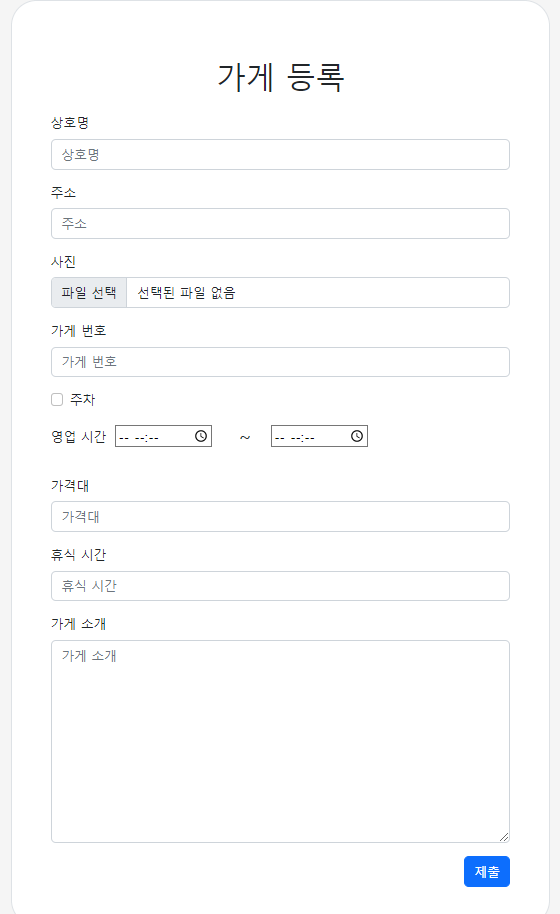 가게 등록
상호명
상호명
주소
주소
사진
파일 선택 선택된 파일 없음
가게 번호
가게 번호
주차
영업 시간 -- --:-- ~ -- --:--
가격대
가격대
휴식 시간
휴식 시간
가게 소개
가게 소개
제출